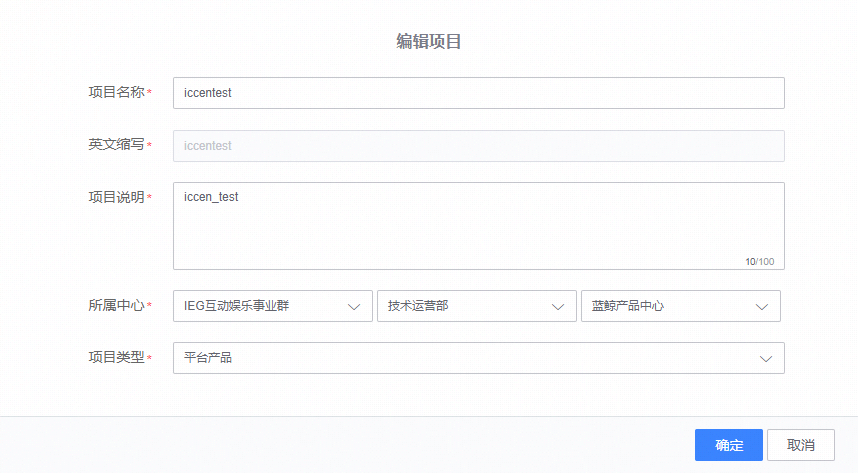 编辑项目
项目名称* iccentest
英文缩写* iccentest
项目说明* iccen_test
10/100
所属中心* IEG互动娱乐事业群 技术运营部 蓝鲸产品中心
项目类型* 平台产品
确定 取消